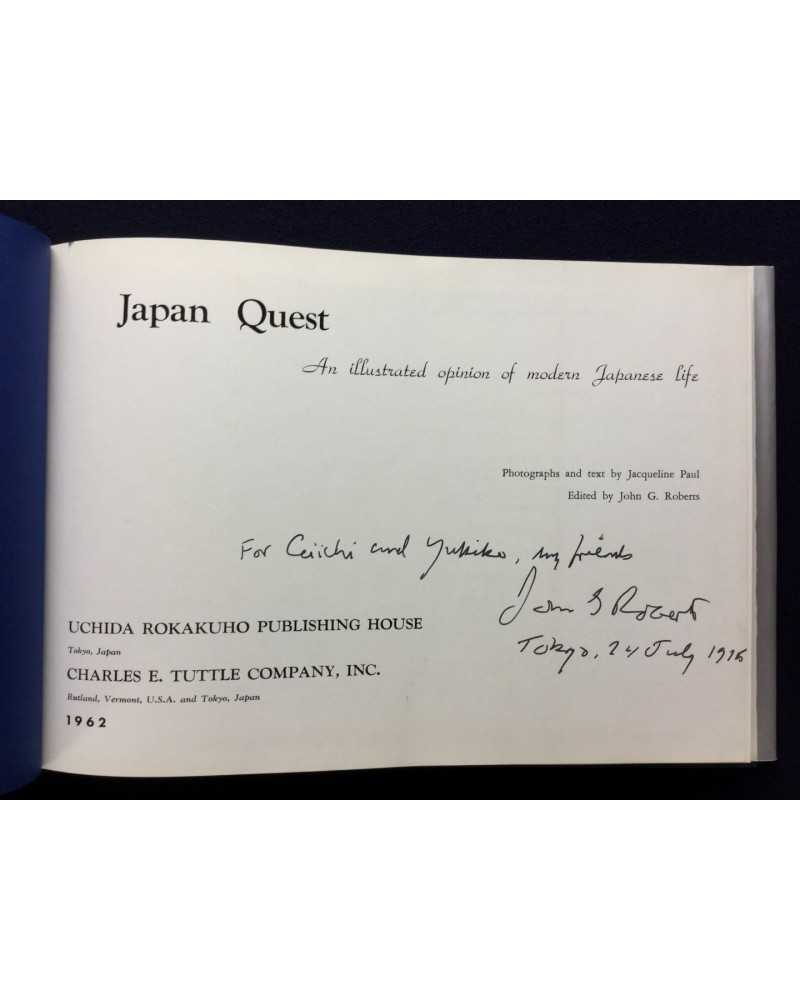 Japan Quest
An illustrated opinion of modern Japanese life
Photographs and text by Jacqueline Paul
Edited by John G. Roberts
For Ceiichi and Yukiko, my friends
John G Roberts
Tokyo, 24 July 1976
UCHIDA ROKAKUHO PUBLISHING HOUSE
Tokyo, Japan
CHARLES E. TUTTLE COMPANY, INC.
Rutland, Vermont, U.S.A. and Tokyo, Japan
1962